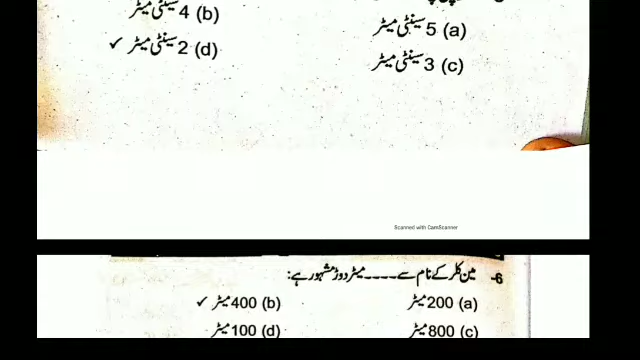 (a) 5 سینٹی میٹر (b) 4 سینٹی میٹر
(c) 3 سینٹی میٹر (d) 2 سینٹی میٹر ✓
Scanned with CamScanner
6- مین کلر کے نام سے ---- میٹر دوڑ مشہور ہے:
(a) 200 میٹر (b) 400 میٹر ✓
(c) 800 میٹر (d) 100 میٹر